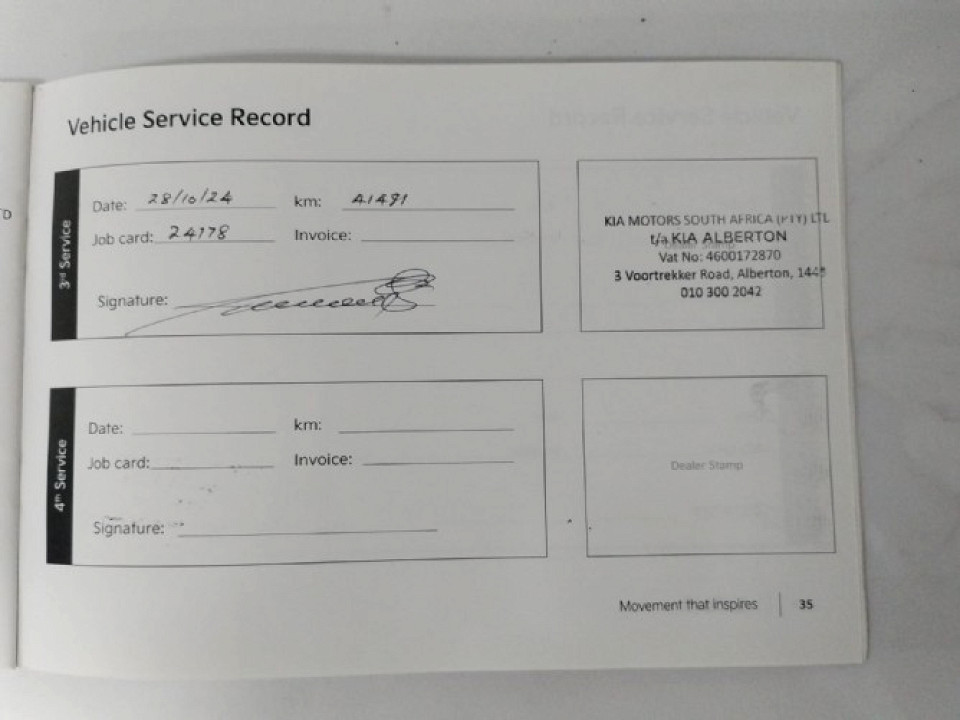 Vehicle Service Record
3rd Service
Date: 28/10/24 km: 41491
Job card: 24178 Invoice:
Signature:
KIA MOTORS SOUTH AFRICA (PTY) LTL
t/a KIA ALBERTON
Vat No: 4600172870
3 Voortrekker Road, Alberton, 1448
010 300 2042
4th Service
Date: km:
Job card: Invoice:
Signature:
Dealer Stamp
Movement that inspires 35